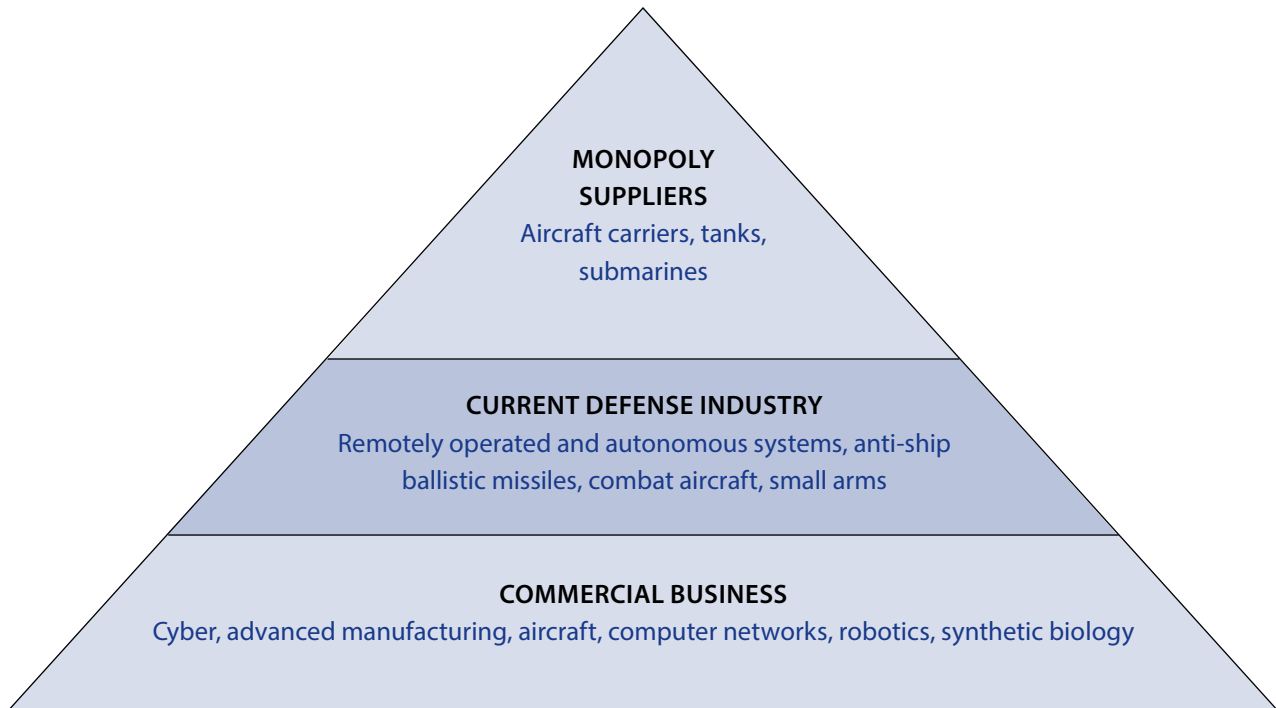 MONOPOLY
SUPPLIERS
Aircraft carriers, tanks,
submarines
CURRENT DEFENSE INDUSTRY
Remotely operated and autonomous systems, anti-ship
ballistic missiles, combat aircraft, small arms
COMMERCIAL BUSINESS
Cyber, advanced manufacturing, aircraft, computer networks, robotics, synthetic biology